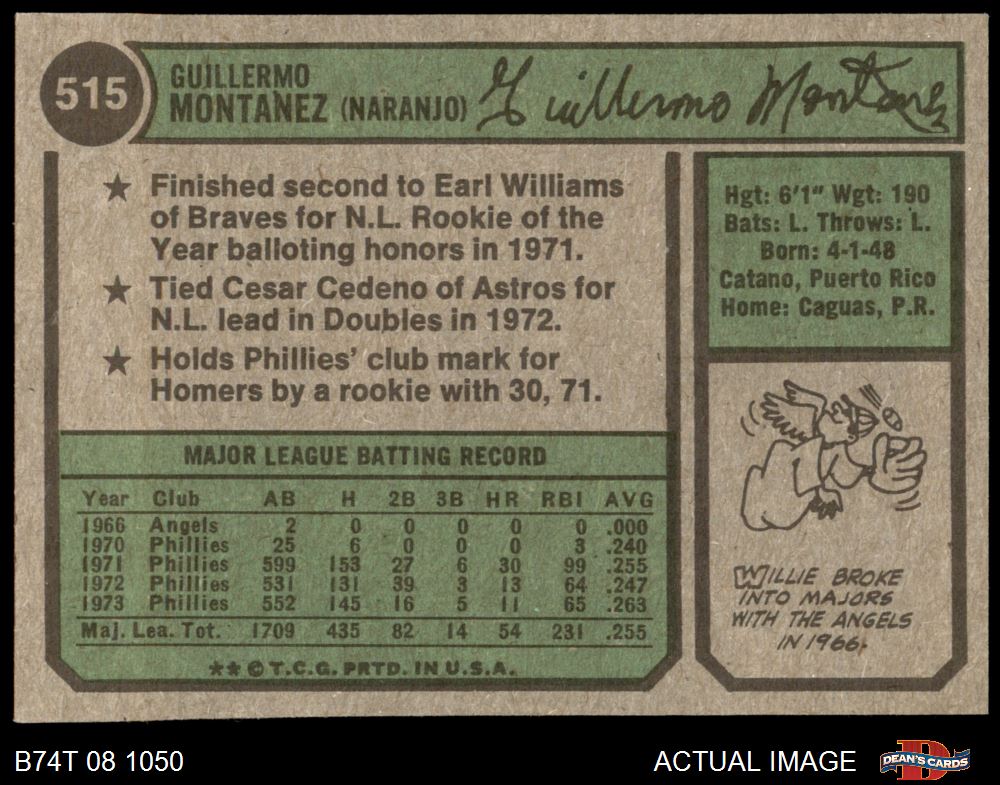 515
GUILLERMO
MONTAÑEZ (NARANJO)
Guillermo Montanez
★ Finished second to Earl Williams
of Braves for N.L. Rookie of the
Year balloting honors in 1971.
★ Tied Cesar Cedeno of Astros for
N.L. lead in Doubles in 1972.
★ Holds Phillies' club mark for
Homers by a rookie with 30, 71.
Hgt: 6'1" Wgt: 190
Bats: L. Throws: L.
Born: 4-1-48
Catano, Puerto Rico
Home: Caguas, P.R.
MAJOR LEAGUE BATTING RECORD
Year Club AB H 2B 3B HR RBI AVG
1966 Angels 2 0 0 0 0 0 .000
1970 Phillies 25 6 0 0 0 3 .240
1971 Phillies 599 153 27 6 30 99 .255
1972 Phillies 531 131 39 3 13 64 .247
1973 Phillies 552 145 16 5 11 65 .263
Maj. Lea. Tot. 1709 435 82 14 54 231 .255
★★ © T.C.G. PRTD. IN U.S.A.
WILLIE BROKE
INTO MAJORS
WITH THE ANGELS
IN 1966.
B74T 08 1050
ACTUAL IMAGE
D
DEAN'S CARDS